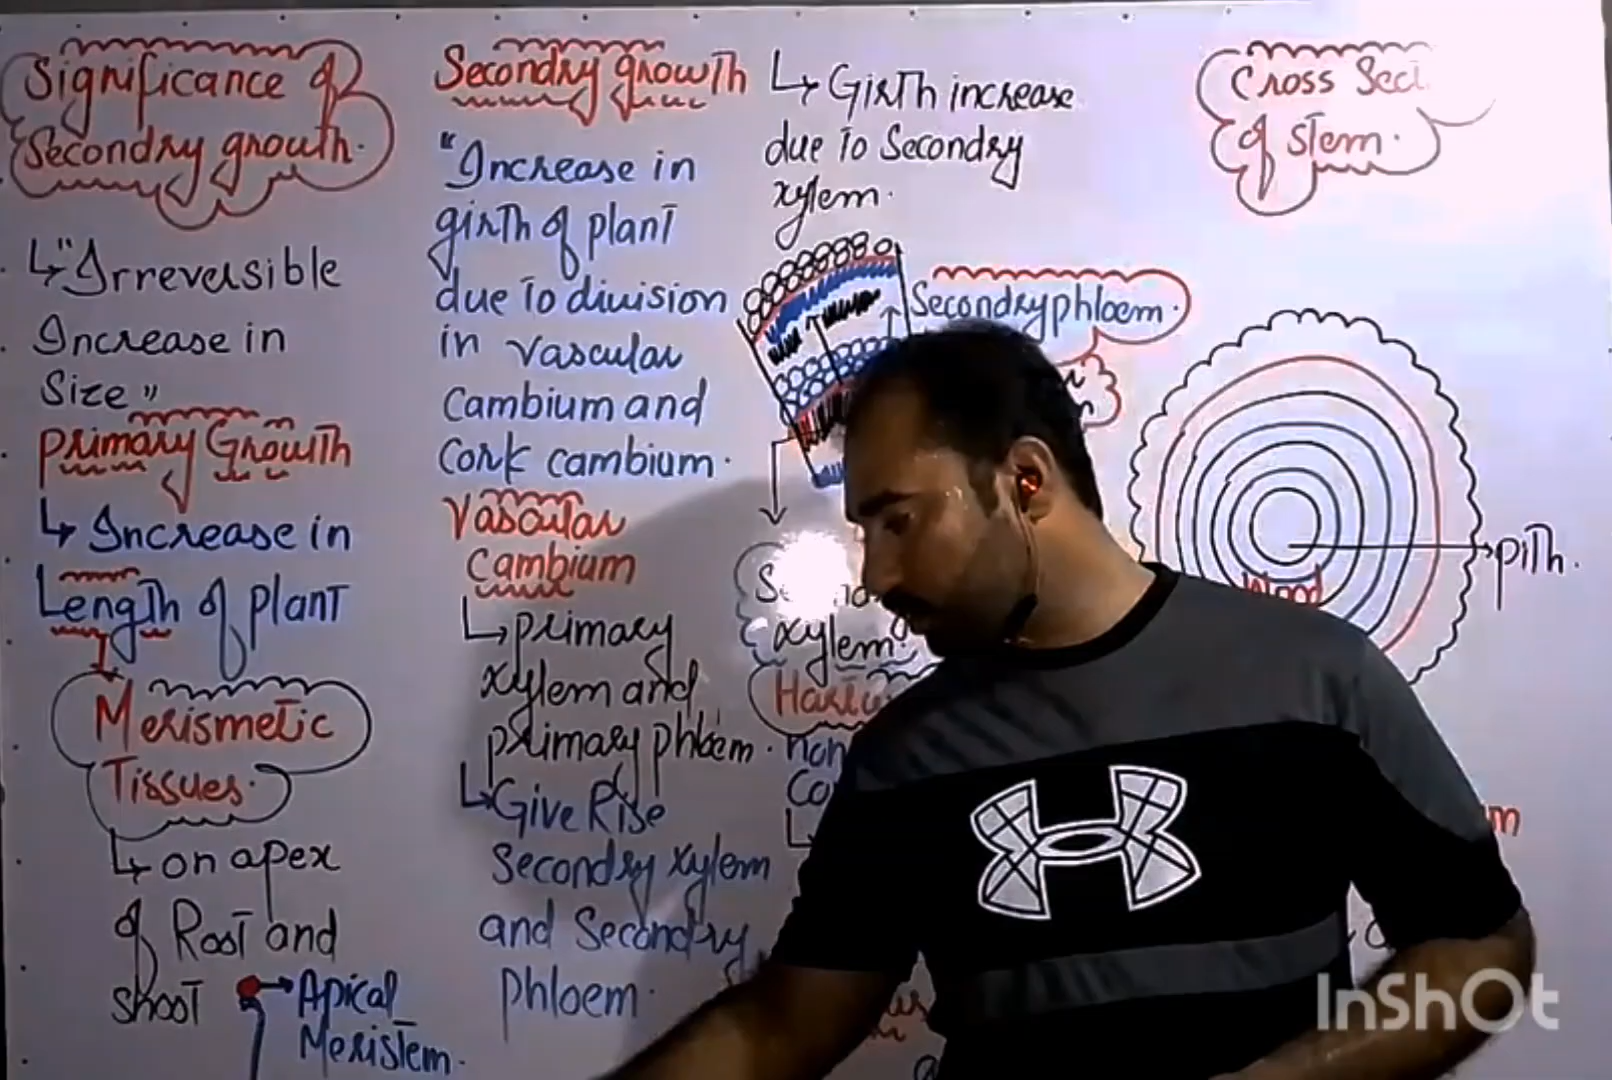 Significance of
Secondry growth.
"Irreversible
Increase in
Size"
Primary Growth
Increase in
Length of plant
Merismetic
Tissues.
on apex
of Root and
shoot
Apical
Meristem.
Secondry growth
"Increase in
girth of plant
due to division
in vascular
cambium and
Cork cambium.
Vascular
Cambium
primary
xylem and
primary phloem.
Give Rise
Secondry xylem
and Secondry
Phloem.
Girth increase
due to Secondry
xylem.
Secondry phloem.
xylem.
Cross Sect
of stem.
pith.
Wood
InShOt